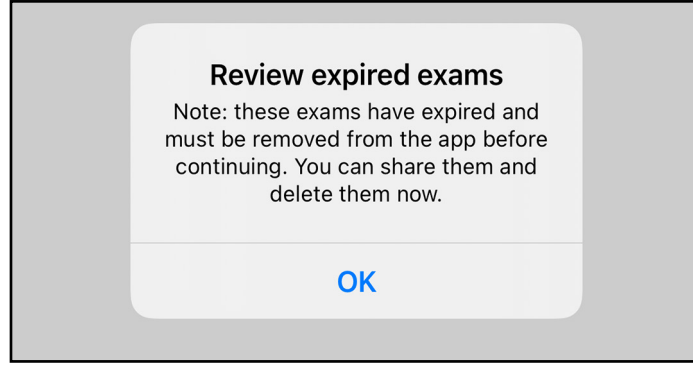 Review expired exams
Note: these exams have expired and
must be removed from the app before
continuing. You can share them and
delete them now.
OK